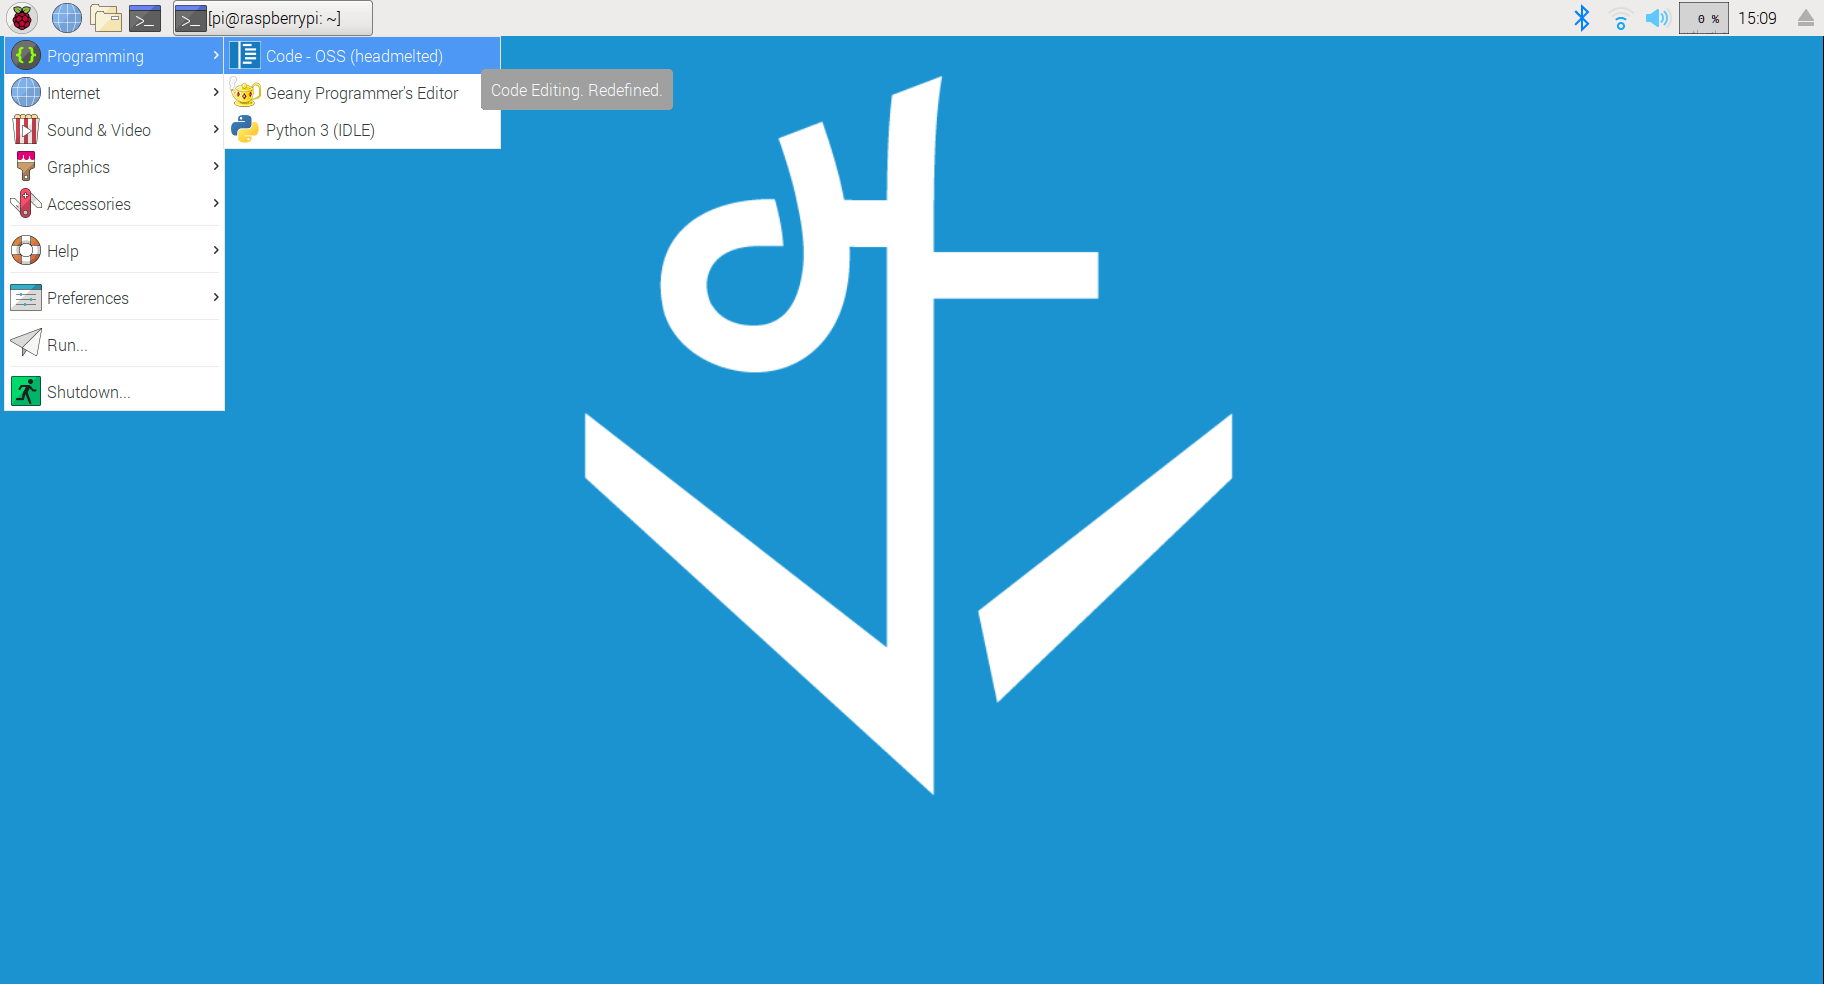 [pi@raspberrypi: ~]
0 %
15:09
Programming
Internet
Sound & Video
Graphics
Accessories
Help
Preferences
Run...
Shutdown...
Code - OSS (headmelted)
Geany Programmer's Editor
Python 3 (IDLE)
Code Editing. Redefined.